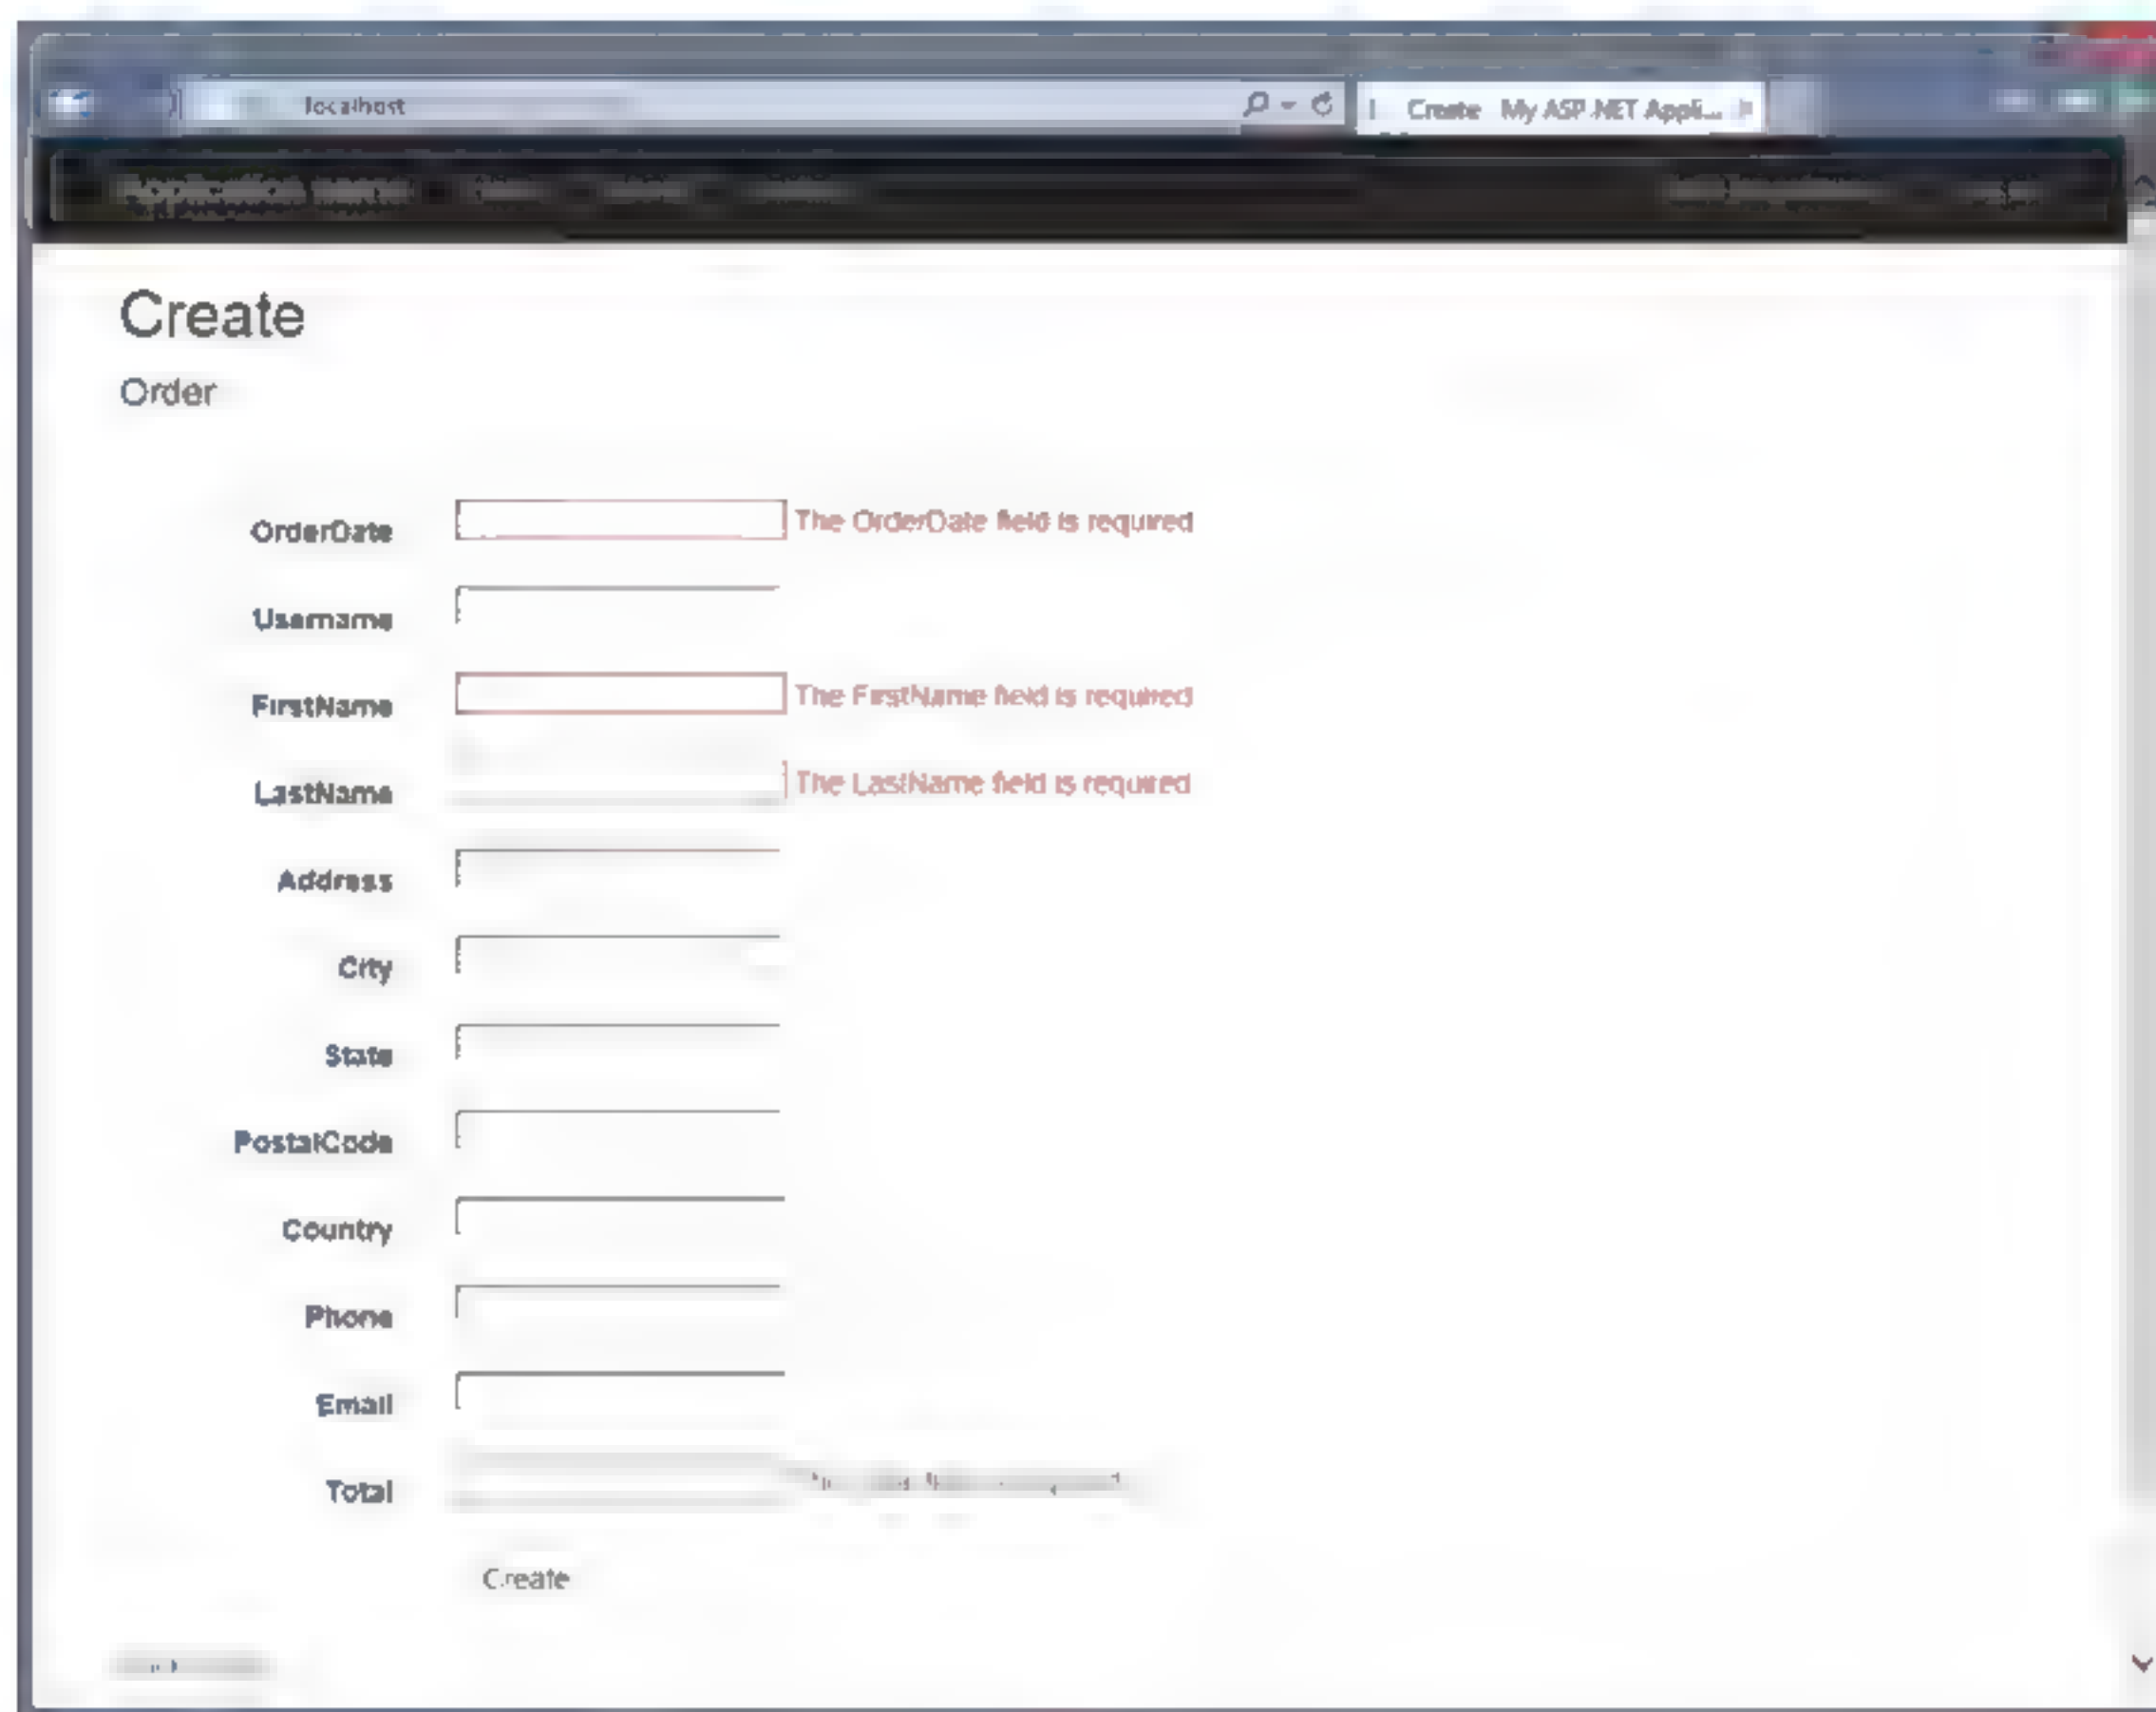 localhost
Create My ASP.NET Appli...
Create
Order
OrderDate The OrderDate field is required
Username
FirstName The FirstName field is required
LastName The LastName field is required
Address
City
State
PostalCode
Country
Phone
Email
Total
Create